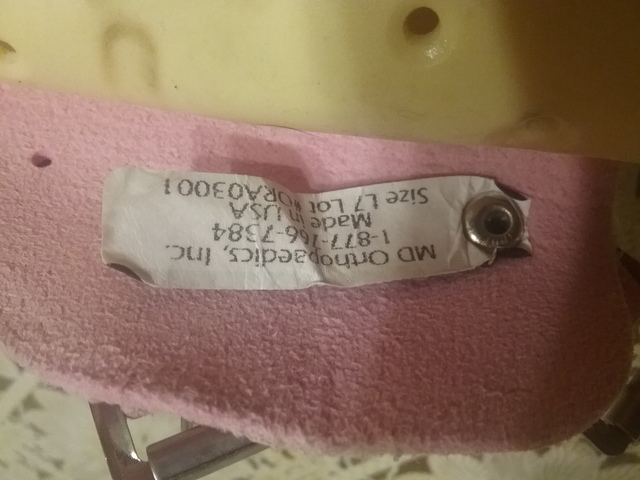 MD Orthopaedics, Inc.
1-877-766-7384
Made in USA
Size L7 Lot #ORA03001